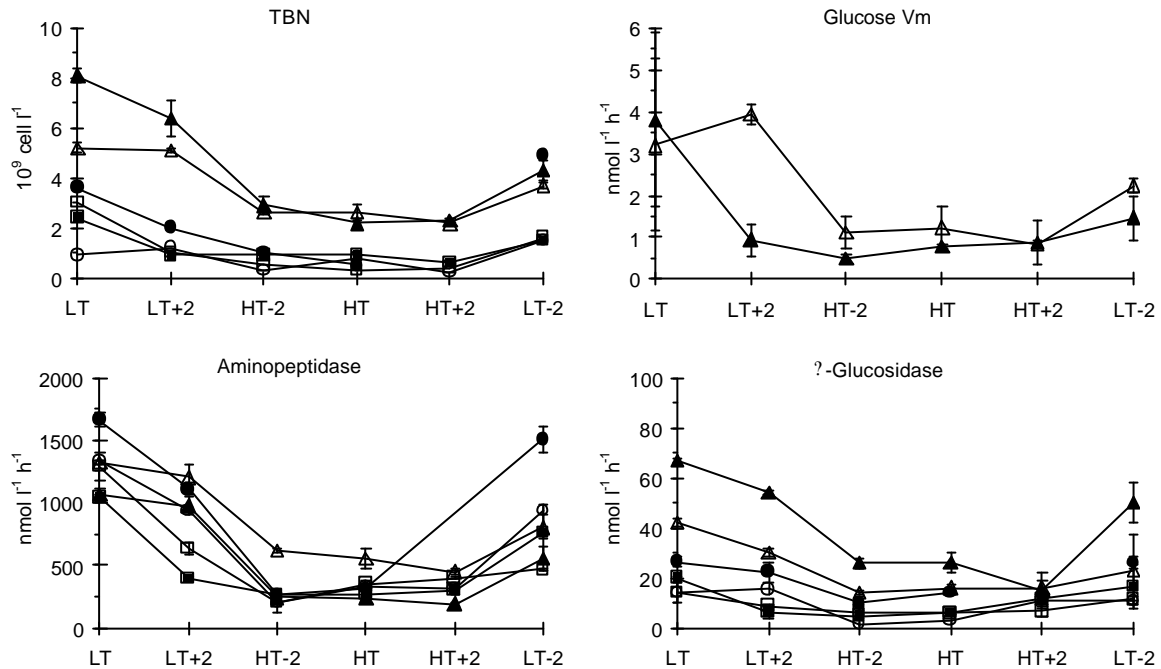 TBN
Glucose Vm
10
8
6
4
2
0
10⁹ cell l⁻¹
LT LT+2 HT-2 HT HT+2 LT-2
6
5
4
3
2
1
0
nmol l⁻¹ h⁻¹
LT LT+2 HT-2 HT HT+2 LT-2
Aminopeptidase
?-Glucosidase
2000
1500
1000
500
0
nmol l⁻¹ h⁻¹
LT LT+2 HT-2 HT HT+2 LT-2
100
80
60
40
20
0
nmol l⁻¹ h⁻¹
LT LT+2 HT-2 HT HT+2 LT-2